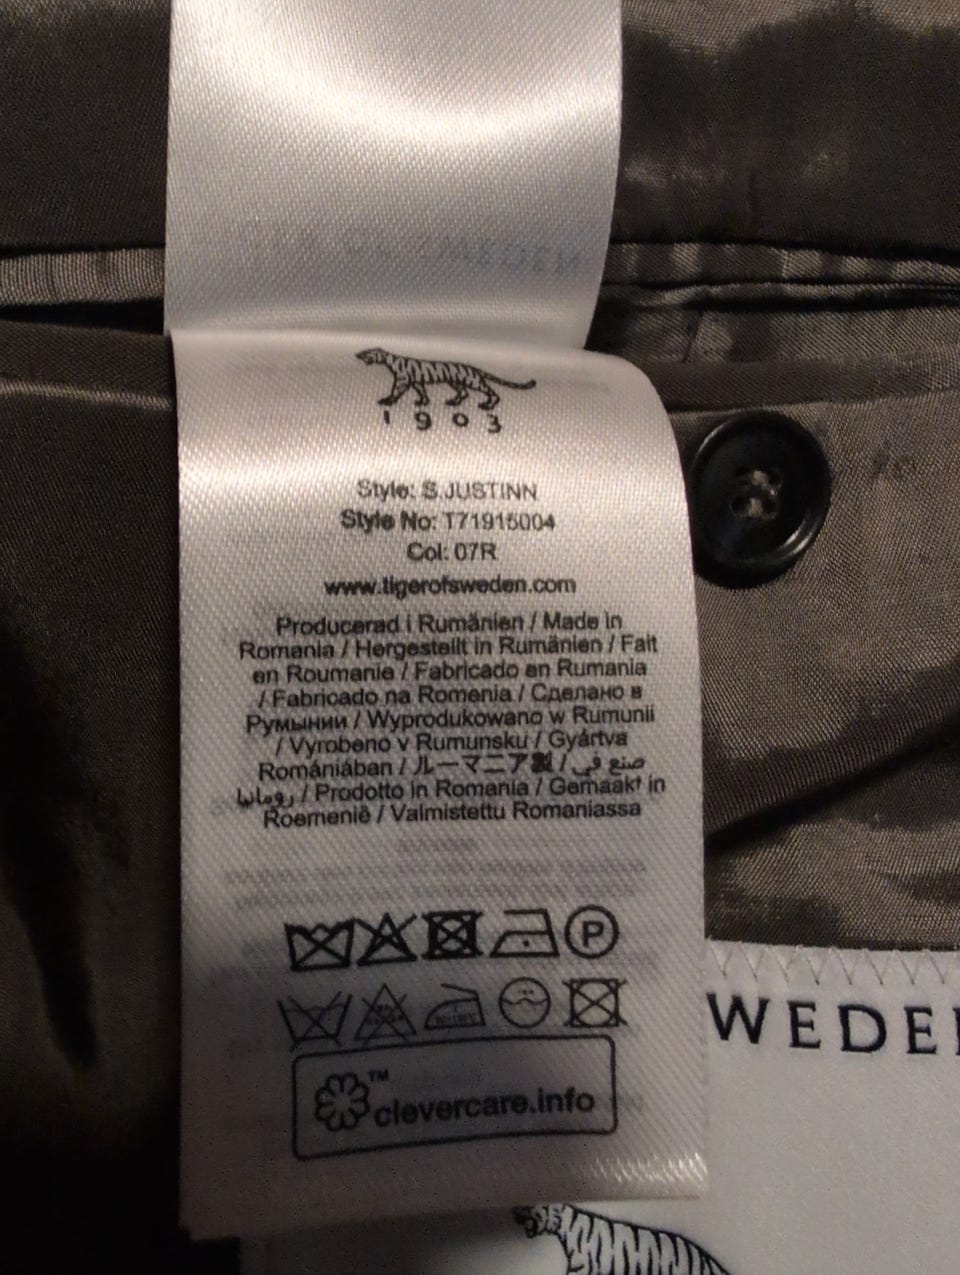 1903
Style: S.JUSTINN
Style No: T71915004
Col: 07R
www.tigerofsweden.com
Producerad i Rumänien / Made in
Romania / Hergestellt in Rumänien / Fait
en Roumanie / Fabricado en Rumania
/ Fabricado na Romenia / Сделано в
Румынии / Wyprodukowano w Rumunii
/ Vyrobeno v Rumunsku / Gyártva
Romániában / ルーマニア製 / صنع في
رومانيا / Prodotto in Romania / Gemaakt in
Roemenië / Valmistettu Romaniassa
P
™
clevercare.info
WEDE